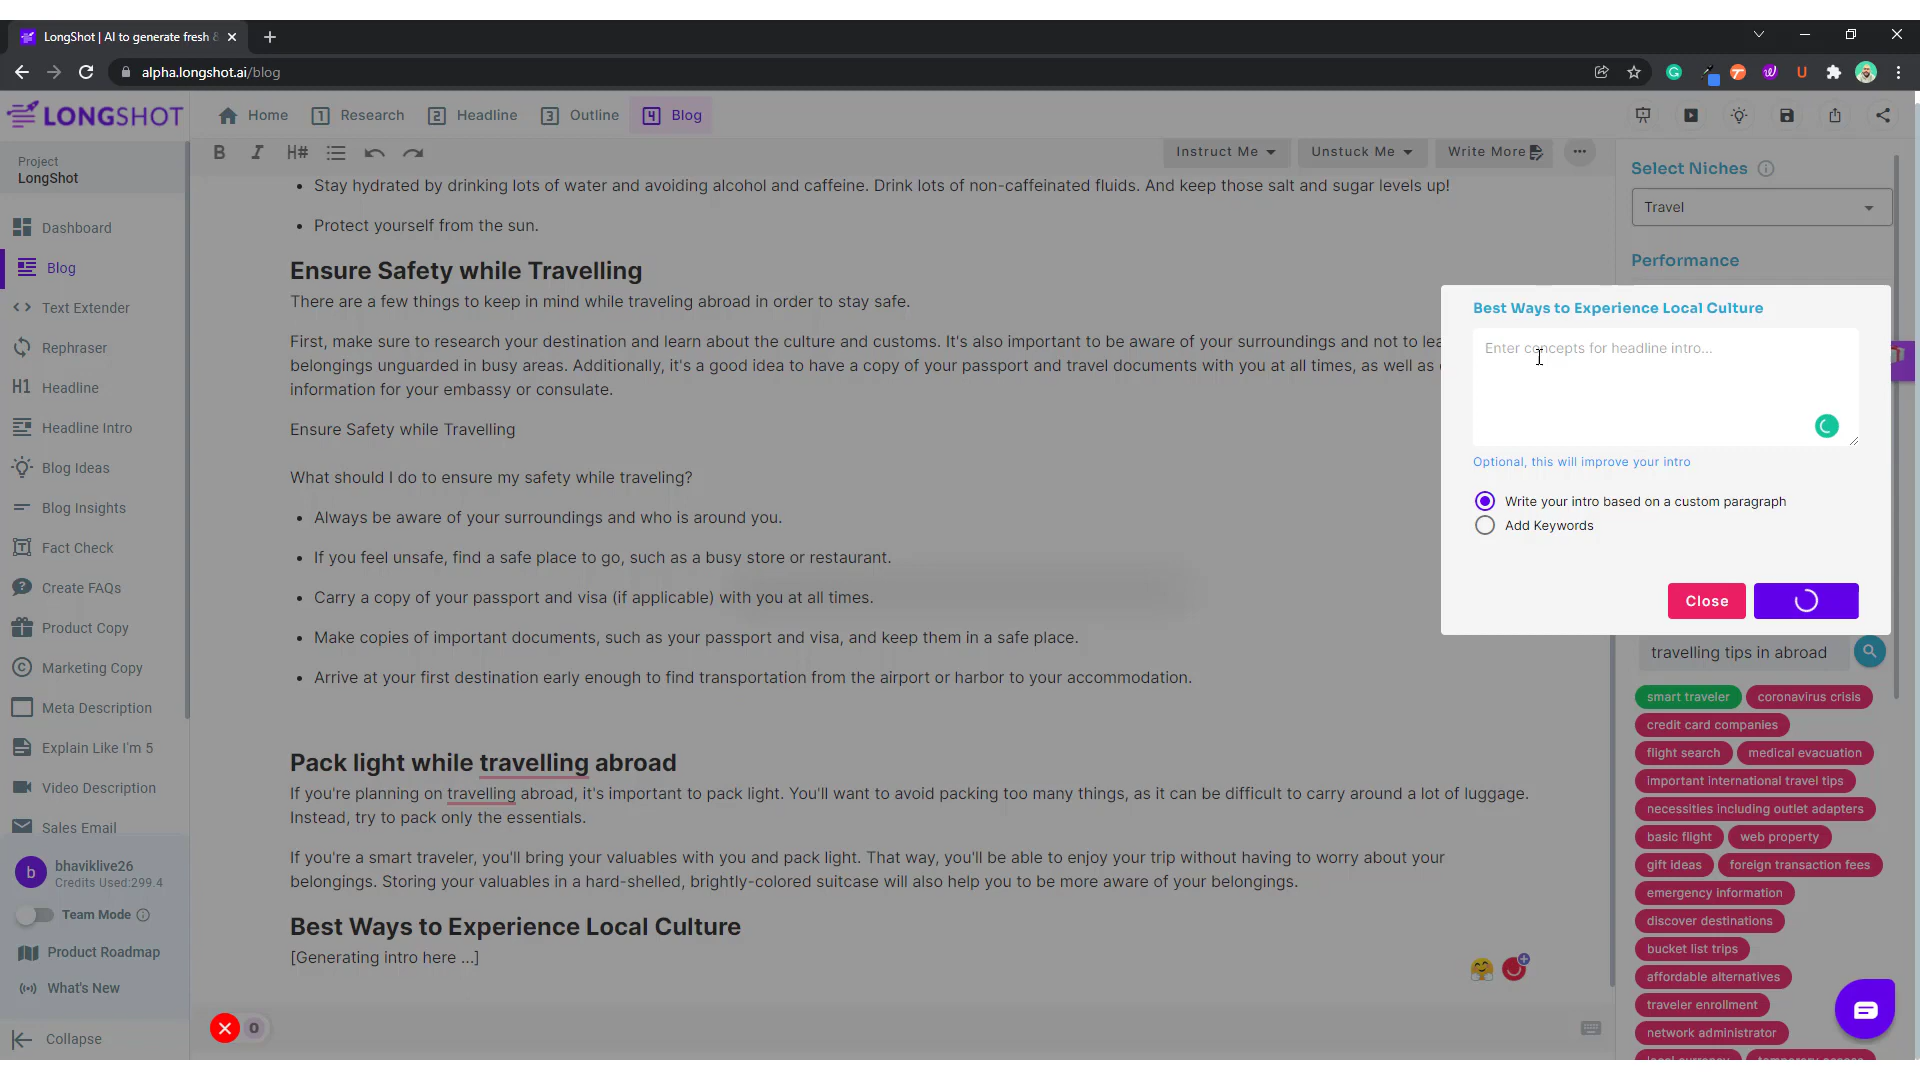 LongShot | AI to generate fresh &
alpha.longshot.ai/blog
LONGSHOT
Home
1 Research
2 Headline
3 Outline
4 Blog
Project
LongShot
Dashboard
Blog
Text Extender
Rephraser
H1 Headline
Headline Intro
Blog Ideas
Blog Insights
Fact Check
Create FAQs
Product Copy
Marketing Copy
Meta Description
Explain Like I'm 5
Video Description
Sales Email
b
bhaviklive26
Credits Used:299.4
Team Mode
Product Roadmap
What's New
Collapse
B I H#
Instruct Me
Unstuck Me
Write More
• Stay hydrated by drinking lots of water and avoiding alcohol and caffeine. Drink lots of non-caffeinated fluids. And keep those salt and sugar levels up!
• Protect yourself from the sun.
Ensure Safety while Travelling
There are a few things to keep in mind while traveling abroad in order to stay safe.
First, make sure to research your destination and learn about the culture and customs. It's also important to be aware of your surroundings and not to
belongings unguarded in busy areas. Additionally, it's a good idea to have a copy of your passport and travel documents with you at all times, as well as
information for your embassy or consulate.
Ensure Safety while Travelling
What should I do to ensure my safety while traveling?
• Always be aware of your surroundings and who is around you.
• If you feel unsafe, find a safe place to go, such as a busy store or restaurant.
• Carry a copy of your passport and visa (if applicable) with you at all times.
• Make copies of important documents, such as your passport and visa, and keep them in a safe place.
• Arrive at your first destination early enough to find transportation from the airport or harbor to your accommodation.
Pack light while travelling abroad
If you're planning on travelling abroad, it's important to pack light. You'll want to avoid packing too many things, as it can be difficult to carry around a lot of luggage.
Instead, try to pack only the essentials.
If you're a smart traveler, you'll bring your valuables with you and pack light. That way, you'll be able to enjoy your trip without having to worry about your
belongings. Storing your valuables in a hard-shelled, brightly-colored suitcase will also help you to be more aware of your belongings.
Best Ways to Experience Local Culture
[Generating intro here ...]
0
Select Niches
Travel
Performance
Best Ways to Experience Local Culture
Enter concepts for headline intro...
Optional, this will improve your intro
Write your intro based on a custom paragraph
Add Keywords
Close
travelling tips in abroad
smart traveler
coronavirus crisis
credit card companies
flight search
medical evacuation
important international travel tips
necessities including outlet adapters
basic flight
web property
gift ideas
foreign transaction fees
emergency information
discover destinations
bucket list trips
affordable alternatives
traveler enrollment
network administrator